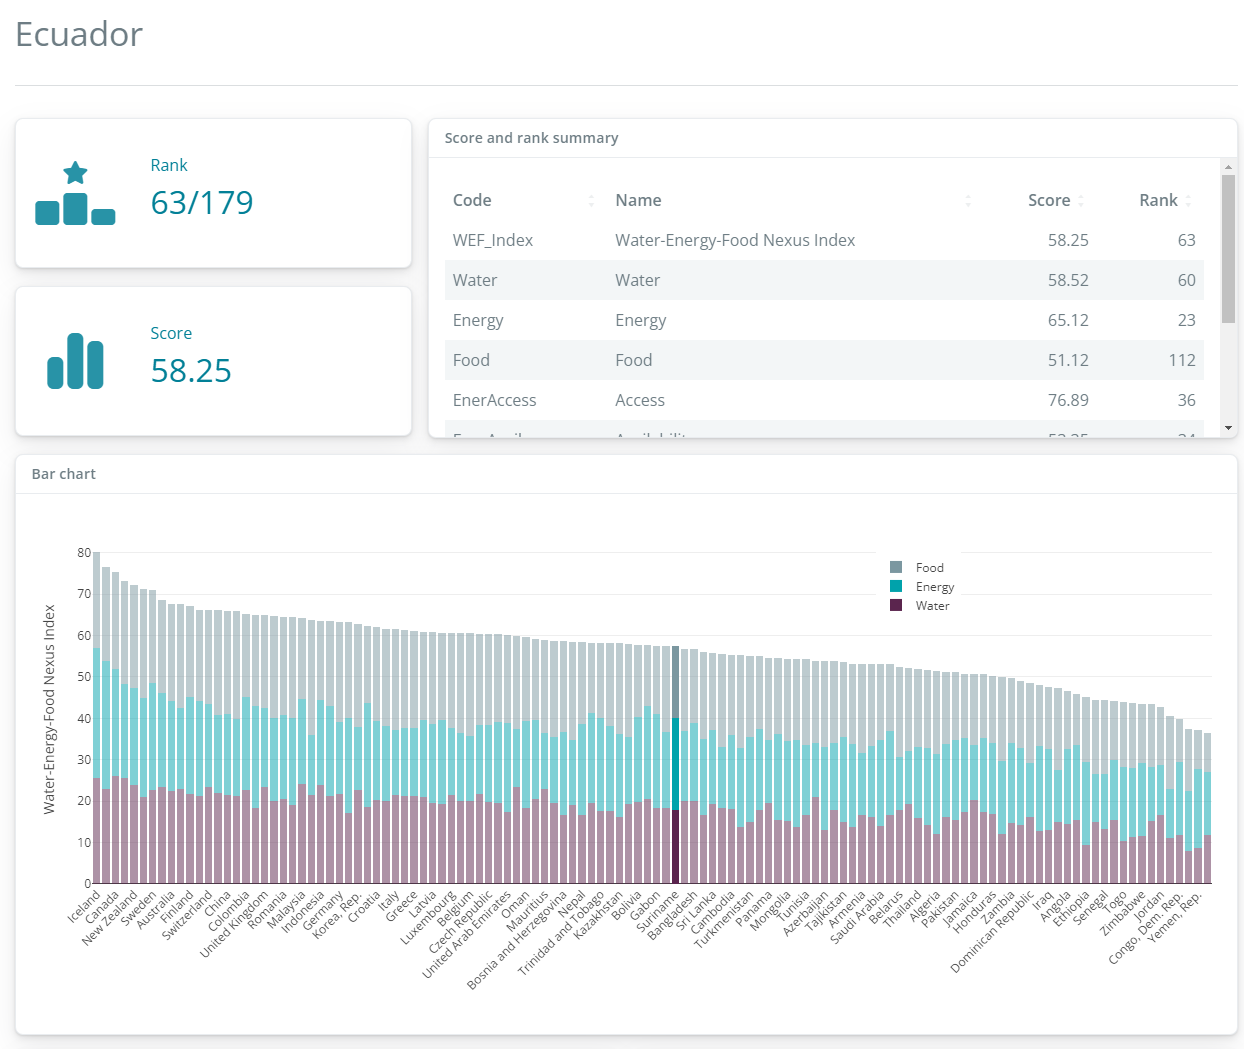 Ecuador
Rank
63/179
Score
58.25
Score and rank summary
Code Name Score Rank
WEF_Index Water-Energy-Food Nexus Index 58.25 63
Water Water 58.52 60
Energy Energy 65.12 23
Food Food 51.12 112
EnerAccess Access 76.89 36
Bar chart
Water-Energy-Food Nexus Index
80
70
60
50
40
30
20
10
0
Food
Energy
Water
Iceland
Canada
New Zealand
Sweden
Australia
Finland
Switzerland
China
Colombia
United Kingdom
Romania
Malaysia
Indonesia
Germany
Korea, Rep.
Croatia
Italy
Greece
Latvia
Luxembourg
Belgium
Czech Republic
United Arab Emirates
Oman
Mauritius
Bosnia and Herzegovina
Nepal
Trinidad and Tobago
Kazakhstan
Bolivia
Gabon
Suriname
Bangladesh
Sri Lanka
Cambodia
Turkmenistan
Panama
Mongolia
Tunisia
Azerbaijan
Tajikistan
Armenia
Saudi Arabia
Belarus
Thailand
Algeria
Pakistan
Jamaica
Honduras
Zambia
Dominican Republic
Iraq
Angola
Ethiopia
Senegal
Togo
Zimbabwe
Jordan
Congo, Dem. Rep.
Yemen, Rep.